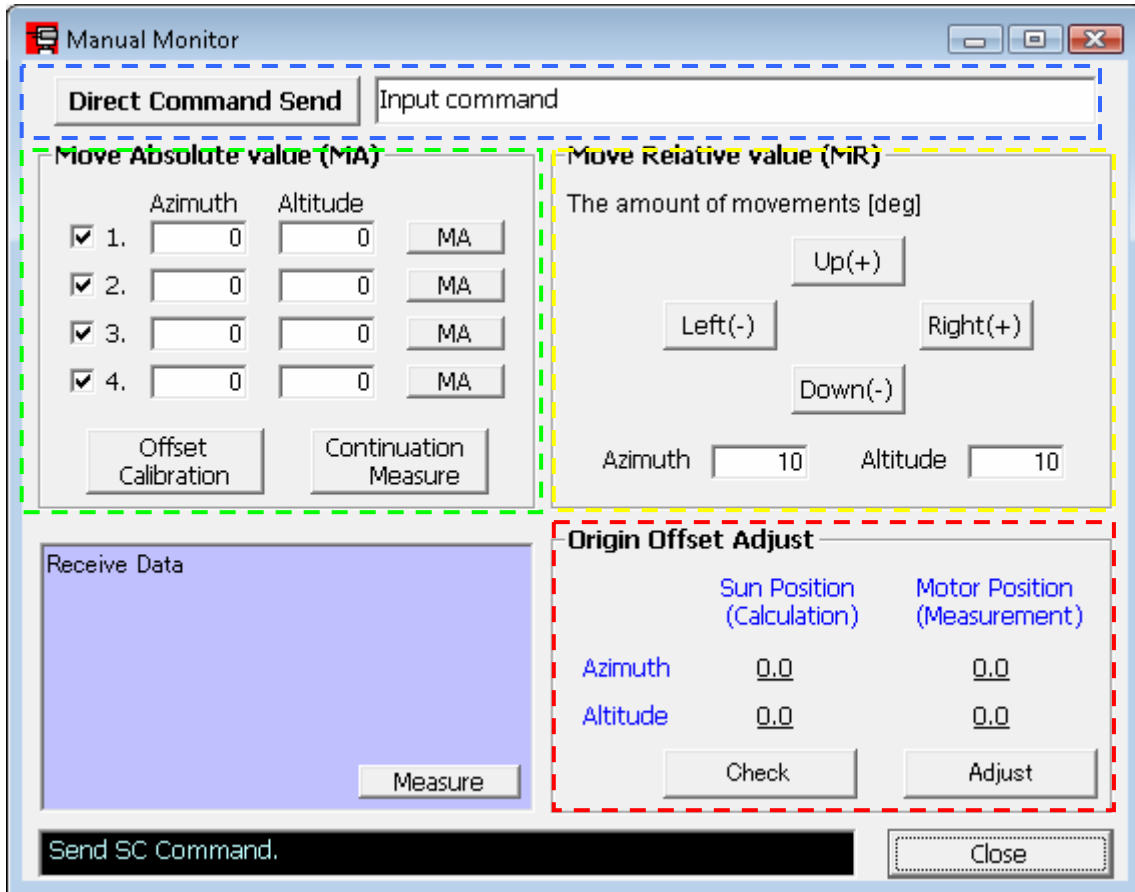 Manual Monitor
Direct Command Send Input command
Move Absolute value (MA)
Azimuth Altitude
1. 0 0 MA
2. 0 0 MA
3. 0 0 MA
4. 0 0 MA
Offset
Calibration
Continuation
Measure
Move Relative value (MR)
The amount of movements [deg]
Up(+)
Left(-) Right(+)
Down(-)
Azimuth 10 Altitude 10
Receive Data
Measure
Origin Offset Adjust
Sun Position
(Calculation)
Motor Position
(Measurement)
Azimuth 0.0 0.0
Altitude 0.0 0.0
Check Adjust
Send SC Command.
Close